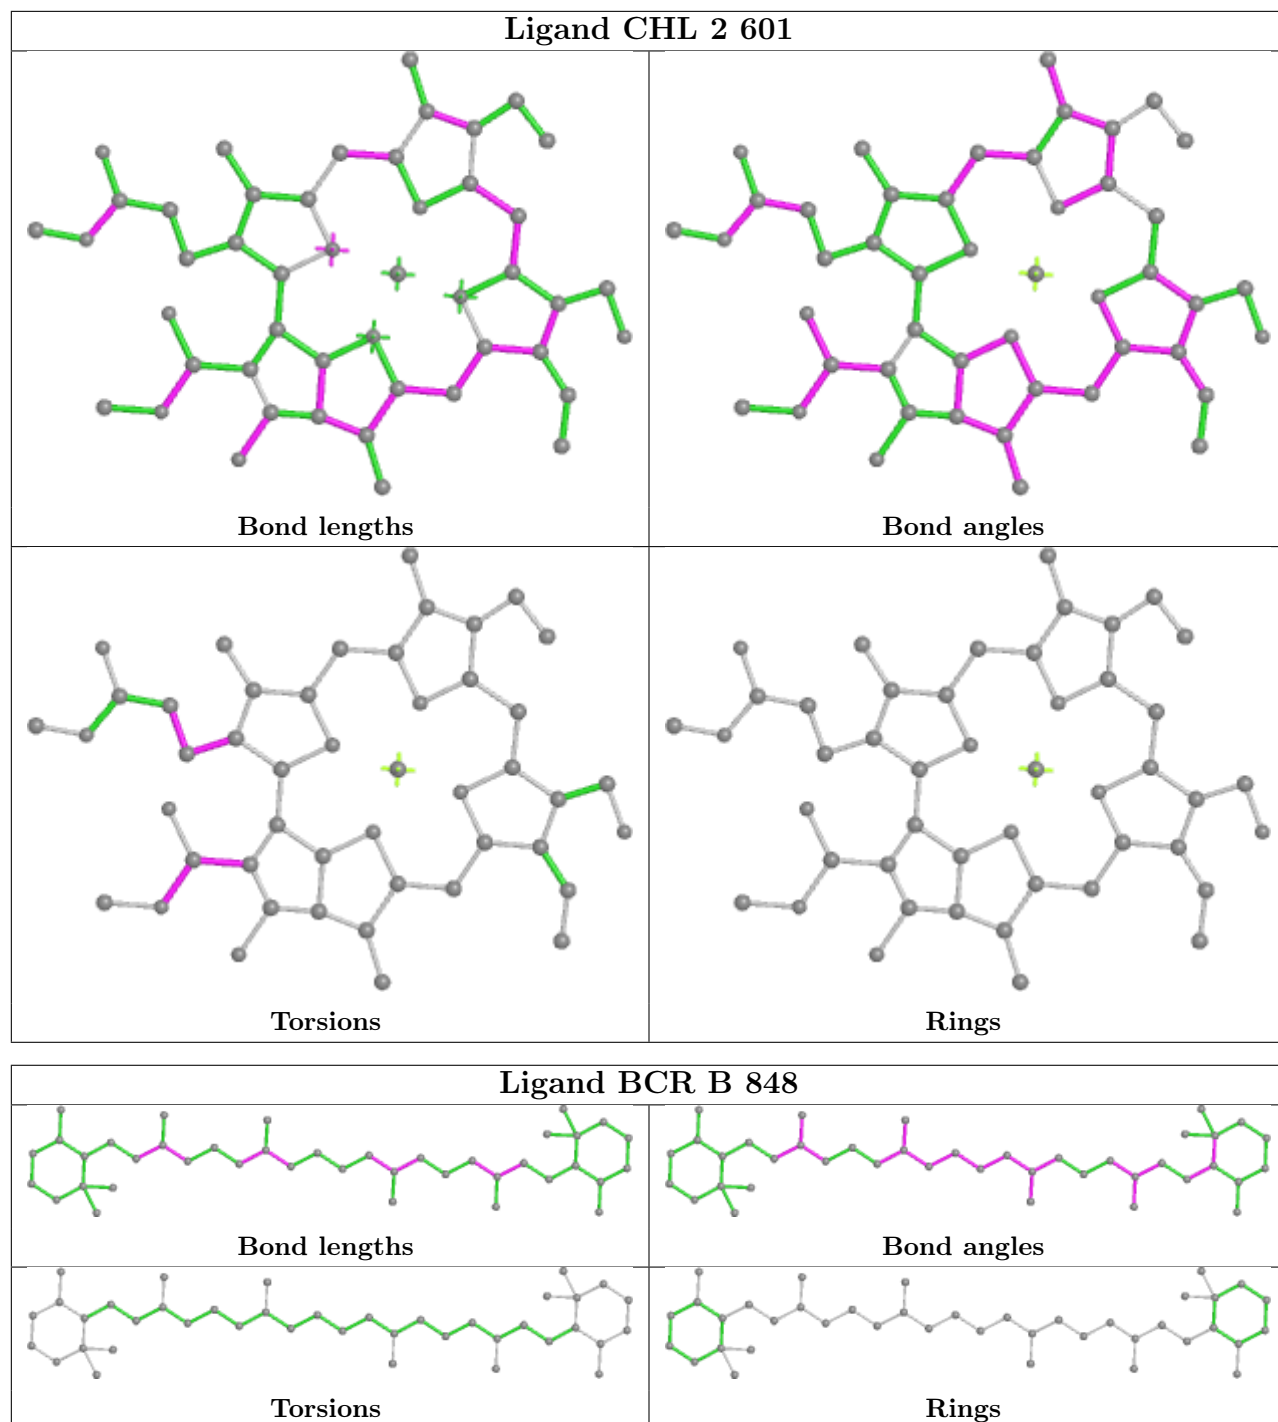 Ligand CHL 2 601
Bond lengths
Bond angles
Torsions
Rings
Ligand BCR B 848
Bond lengths
Bond angles
Torsions
Rings